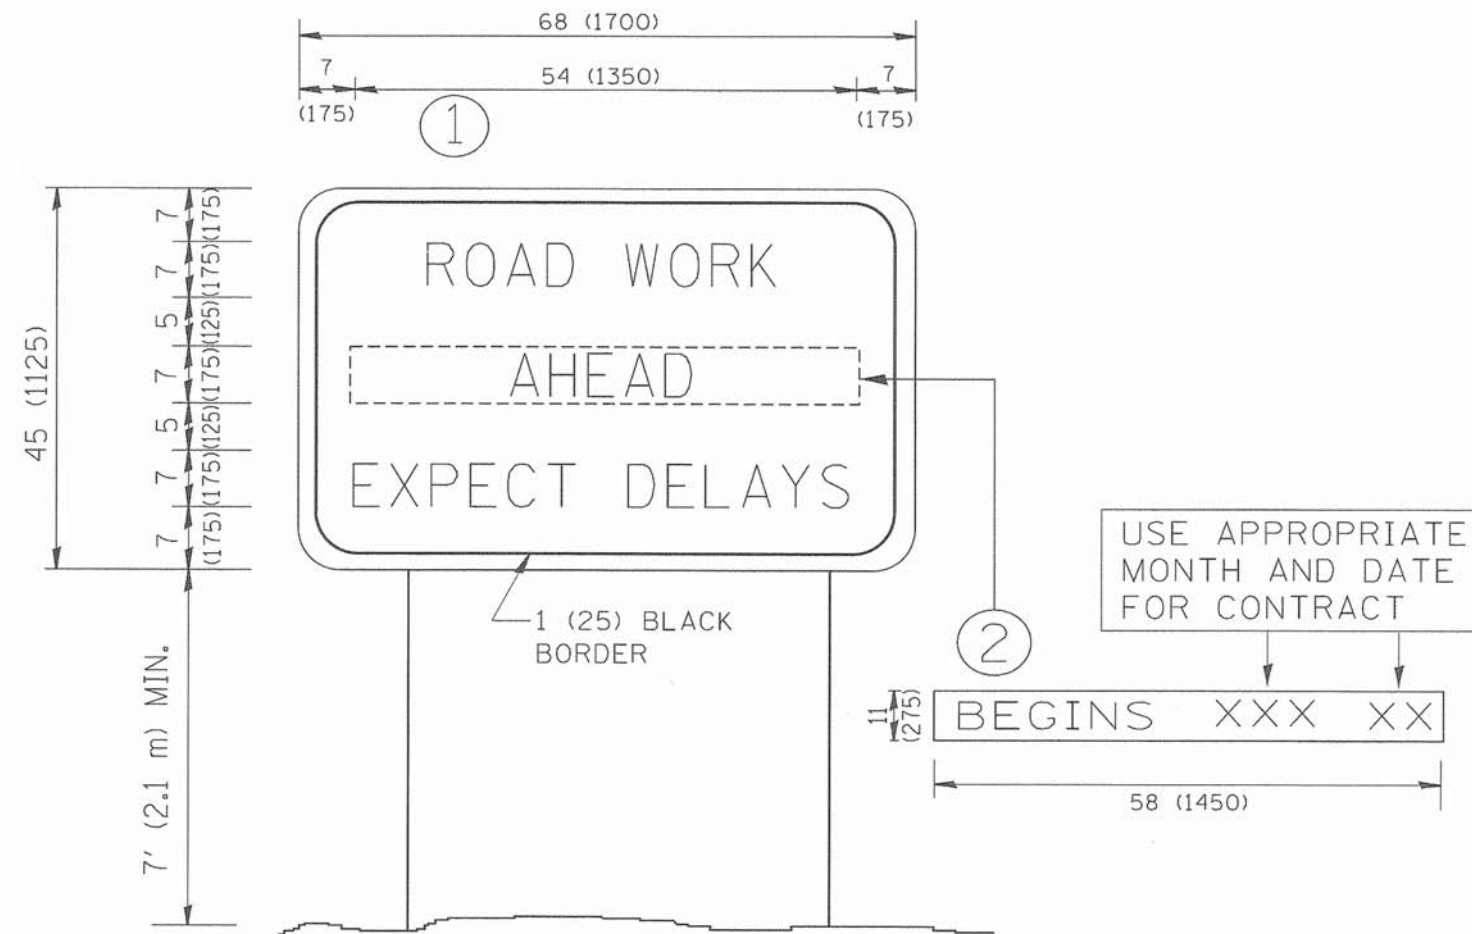 68 (1700)
7
54 (1350)
7
(175)
(175)
1
45 (1125)
7
(175)
7
(175)
5
(125)
7
(175)
5
(125)
7
(175)
7
(175)
ROAD WORK
AHEAD
EXPECT DELAYS
1 (25) BLACK
BORDER
7' (2.1 m) MIN.
2
USE APPROPRIATE
MONTH AND DATE
FOR CONTRACT
11
(275)
BEGINS XXX XX
58 (1450)